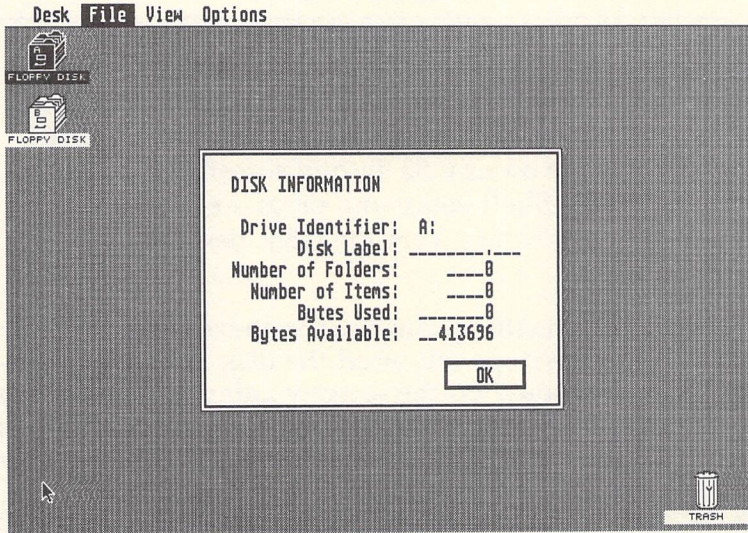 Desk File View Options
A
FLOPPY DISK
B
FLOPPY DISK
DISK INFORMATION
Drive Identifier: A:
Disk Label: ________.___
Number of Folders: ____0
Number of Items: ____0
Bytes Used: _______0
Bytes Available: __413696
OK
TRASH